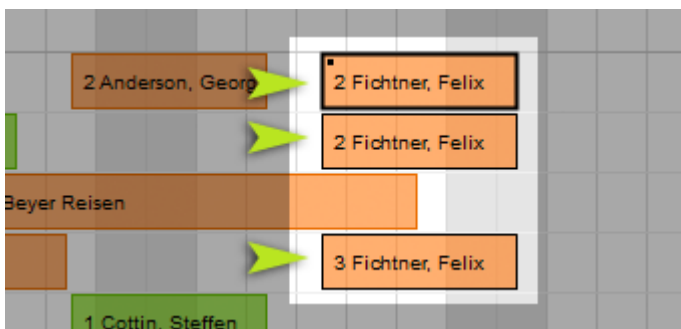 2 Anderson, Georg
2 Fichtner, Felix
2 Fichtner, Felix
Beyer Reisen
3 Fichtner, Felix
1 Cottin, Steffen